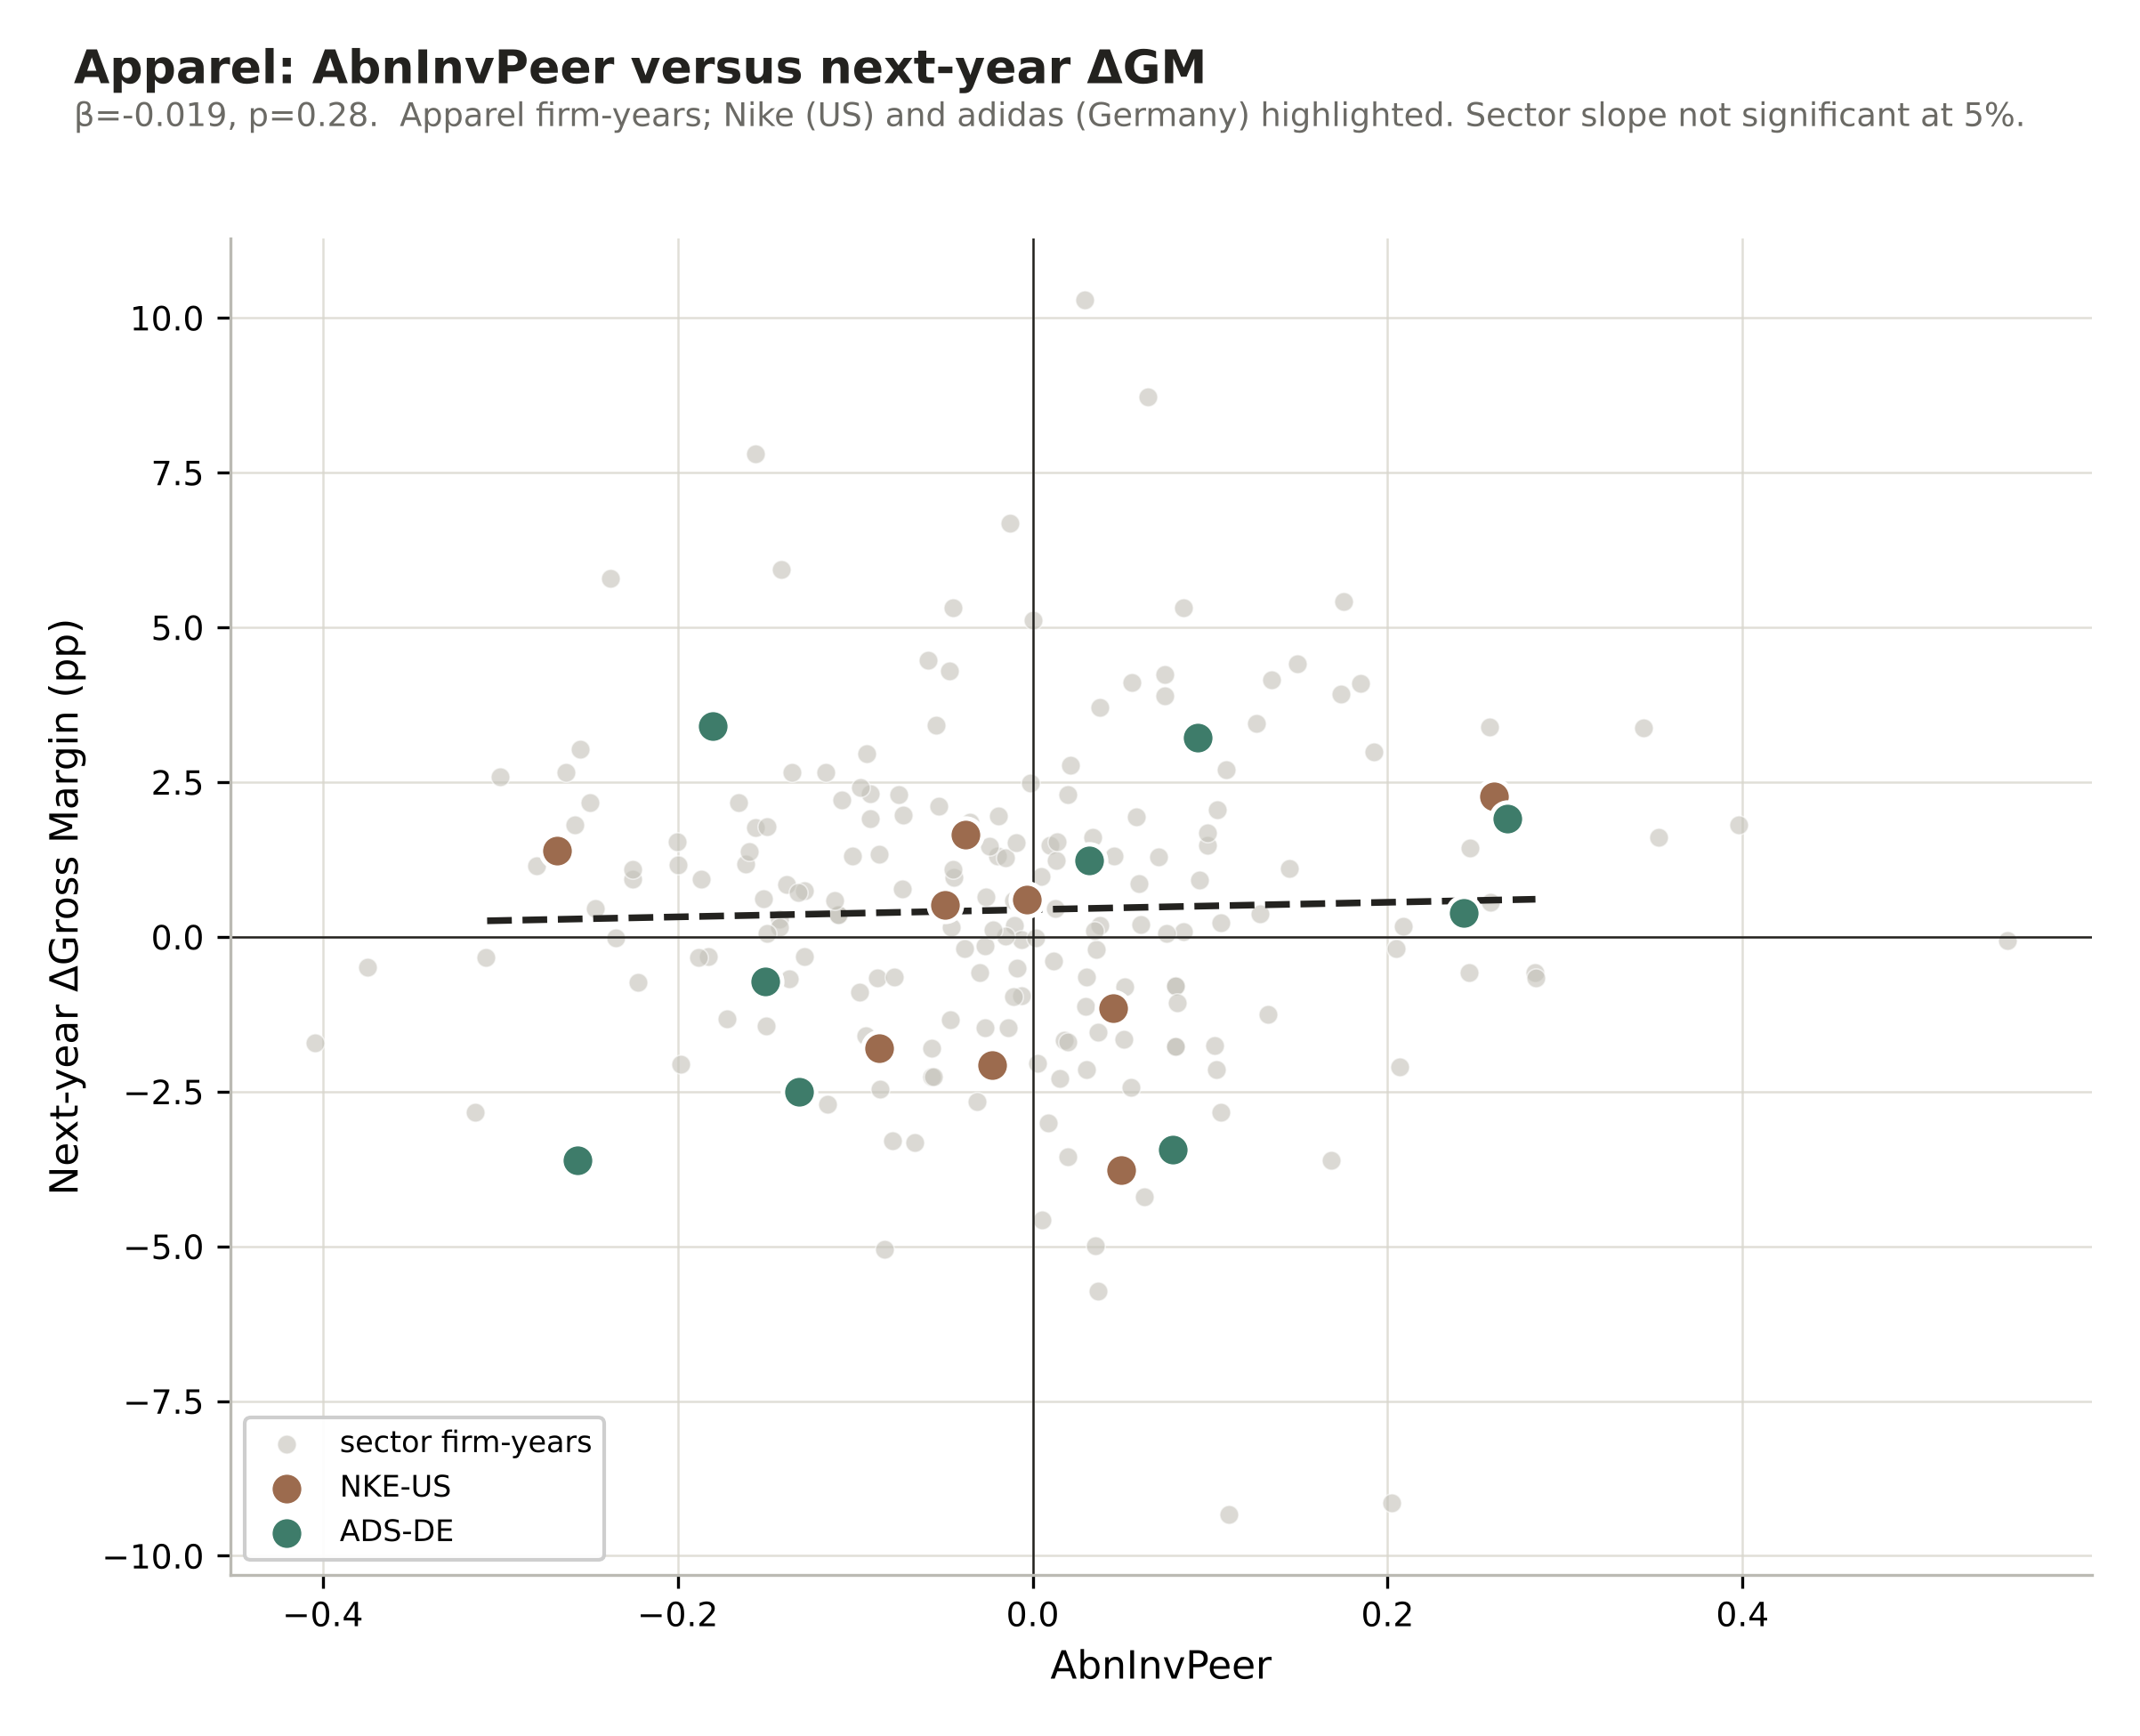 Apparel: AbnInvPeer versus next-year ΔGM
β=-0.019, p=0.28.  Apparel firm-years; Nike (US) and adidas (Germany) highlighted. Sector slope not significant at 5%.
Next-year ΔGross Margin (pp)
10.0
7.5
5.0
2.5
0.0
−2.5
−5.0
−7.5
−10.0
sector firm-years
NKE-US
ADS-DE
−0.4
−0.2
0.0
0.2
0.4
AbnInvPeer